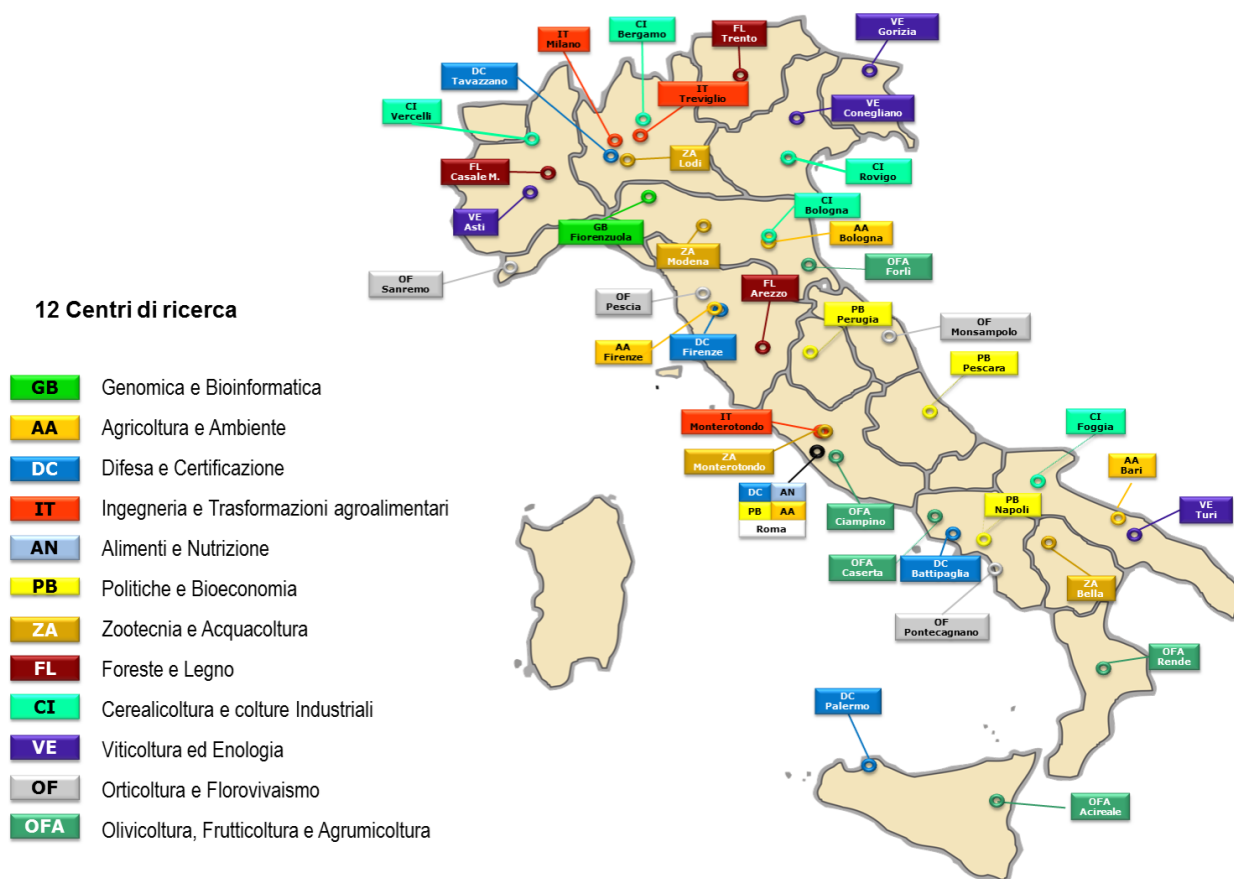 12 Centri di ricerca
GB Genomica e Bioinformatica
AA Agricoltura e Ambiente
DC Difesa e Certificazione
IT Ingegneria e Trasformazioni agroalimentari
AN Alimenti e Nutrizione
PB Politiche e Bioeconomia
ZA Zootecnia e Acquacoltura
FL Foreste e Legno
CI Cerealicoltura e colture Industriali
VE Viticoltura ed Enologia
OF Orticoltura e Florovivaismo
OFA Olivicoltura, Frutticoltura e Agrumicoltura
CI
Bergamo
FL
Trento
VE
Gorizia
IT
Milano
DC
Tavazzano
IT
Treviglio
VE
Conegliano
CI
Vercelli
ZA
Lodi
FL
Casale M.
CI
Rovigo
VE
Asti
GB
Fiorenzuola
CI
Bologna
ZA
Modena
AA
Bologna
OFA
Forlì
OF
Sanremo
OF
Pescia
FL
Arezzo
PB
Perugia
OF
Monsampolo
AA
Firenze
DC
Firenze
PB
Pescara
IT
Monterotondo
CI
Foggia
ZA
Monterotondo
AA
Bari
DC AN
PB AA
Roma
OFA
Ciampino
PB
Napoli
VE
Turi
OFA
Caserta
DC
Battipaglia
ZA
Bella
OF
Pontecagnano
OFA
Rende
DC
Palermo
OFA
Acireale